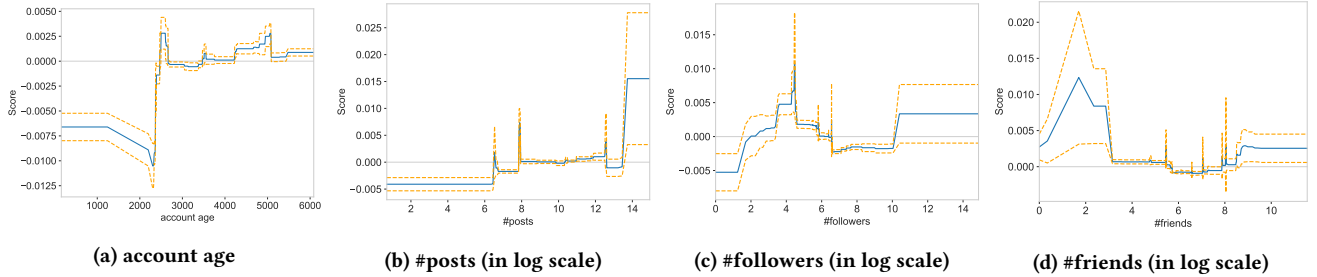 0.0050
0.0025
0.0000
−0.0025
−0.0050
−0.0075
−0.0100
−0.0125
Score
1000 2000 3000 4000 5000 6000
account age
(a) account age
0.025
0.020
0.015
0.010
0.005
0.000
−0.005
Score
2 4 6 8 10 12 14
#posts
(b) #posts (in log scale)
0.015
0.010
0.005
0.000
−0.005
Score
0 2 4 6 8 10 12 14
#followers
(c) #followers (in log scale)
0.020
0.015
0.010
0.005
0.000
Score
0 2 4 6 8 10
#friends
(d) #friends (in log scale)